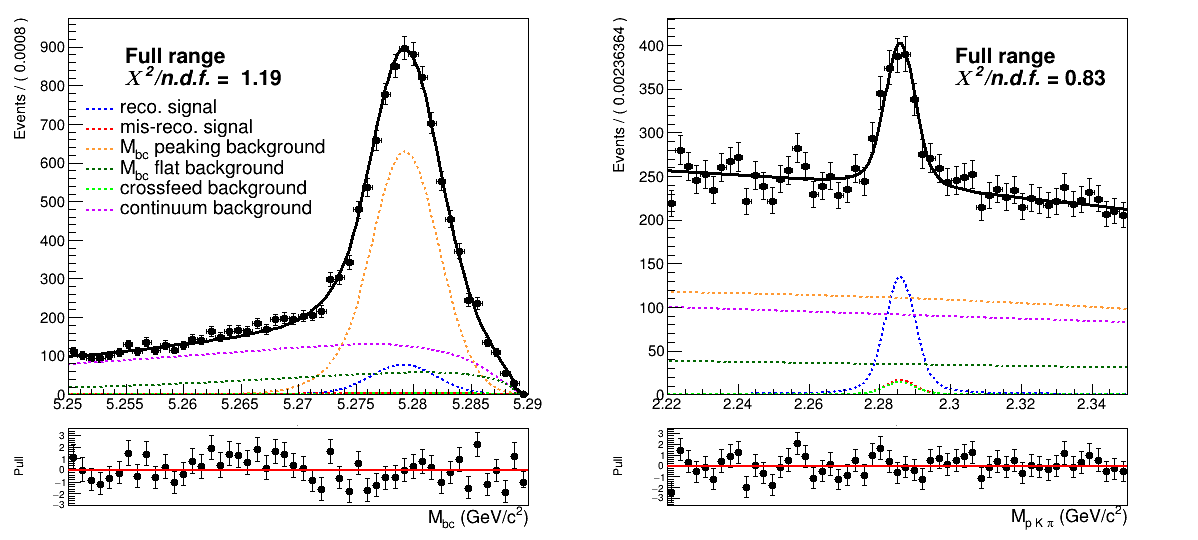 Events / ( 0.0008 )
900
800
700
600
500
400
300
200
100
0
Full range
Χ²/n.d.f. = 1.19
reco. signal
mis-reco. signal
M_bc peaking background
M_bc flat background
crossfeed background
continuum background
5.25 5.255 5.26 5.265 5.27 5.275 5.28 5.285 5.29
Pull
3
2
1
0
−1
−2
−3
M_bc (GeV/c²)
Events / ( 0.00236364 )
400
350
300
250
200
150
100
50
0
Full range
Χ²/n.d.f. = 0.83
2.22 2.24 2.26 2.28 2.3 2.32 2.34
Pull
3
2
1
0
−1
−2
−3
M_p K π (GeV/c²)